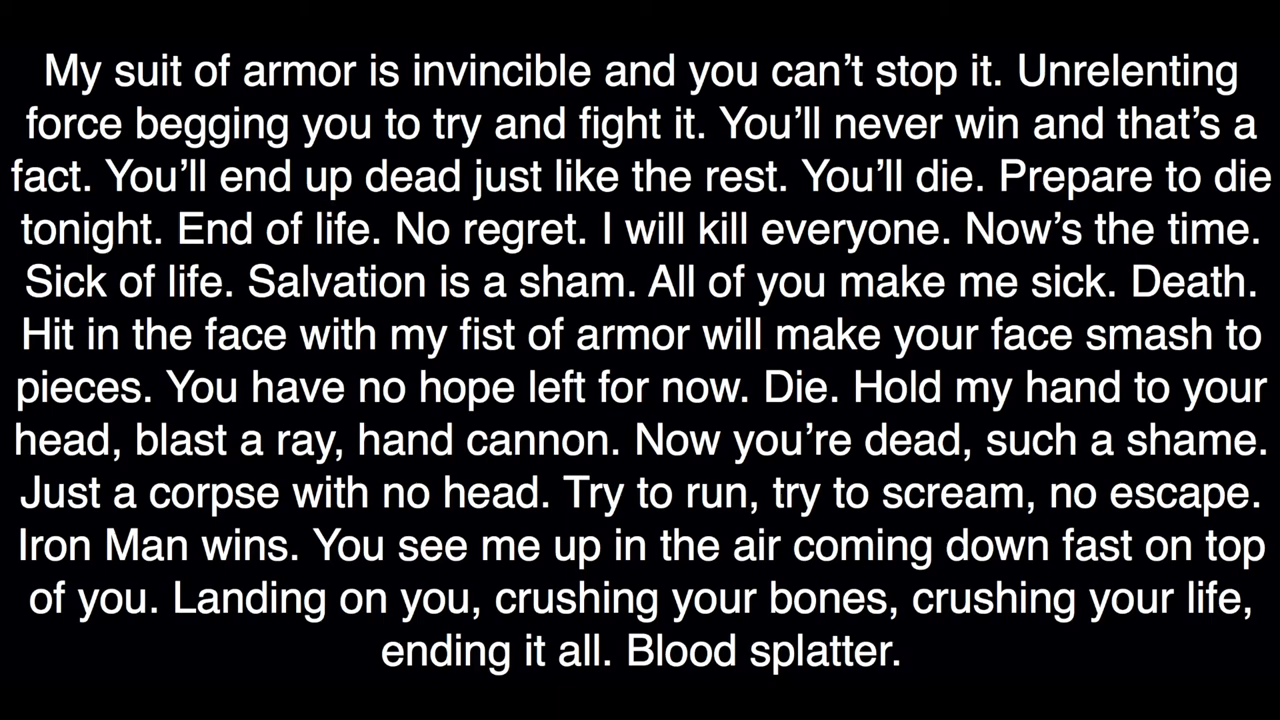 My suit of armor is invincible and you can’t stop it. Unrelenting
force begging you to try and fight it. You’ll never win and that’s a
fact. You’ll end up dead just like the rest. You’ll die. Prepare to die
tonight. End of life. No regret. I will kill everyone. Now’s the time.
Sick of life. Salvation is a sham. All of you make me sick. Death.
Hit in the face with my fist of armor will make your face smash to
pieces. You have no hope left for now. Die. Hold my hand to your
head, blast a ray, hand cannon. Now you’re dead, such a shame.
Just a corpse with no head. Try to run, try to scream, no escape.
Iron Man wins. You see me up in the air coming down fast on top
of you. Landing on you, crushing your bones, crushing your life,
ending it all. Blood splatter.